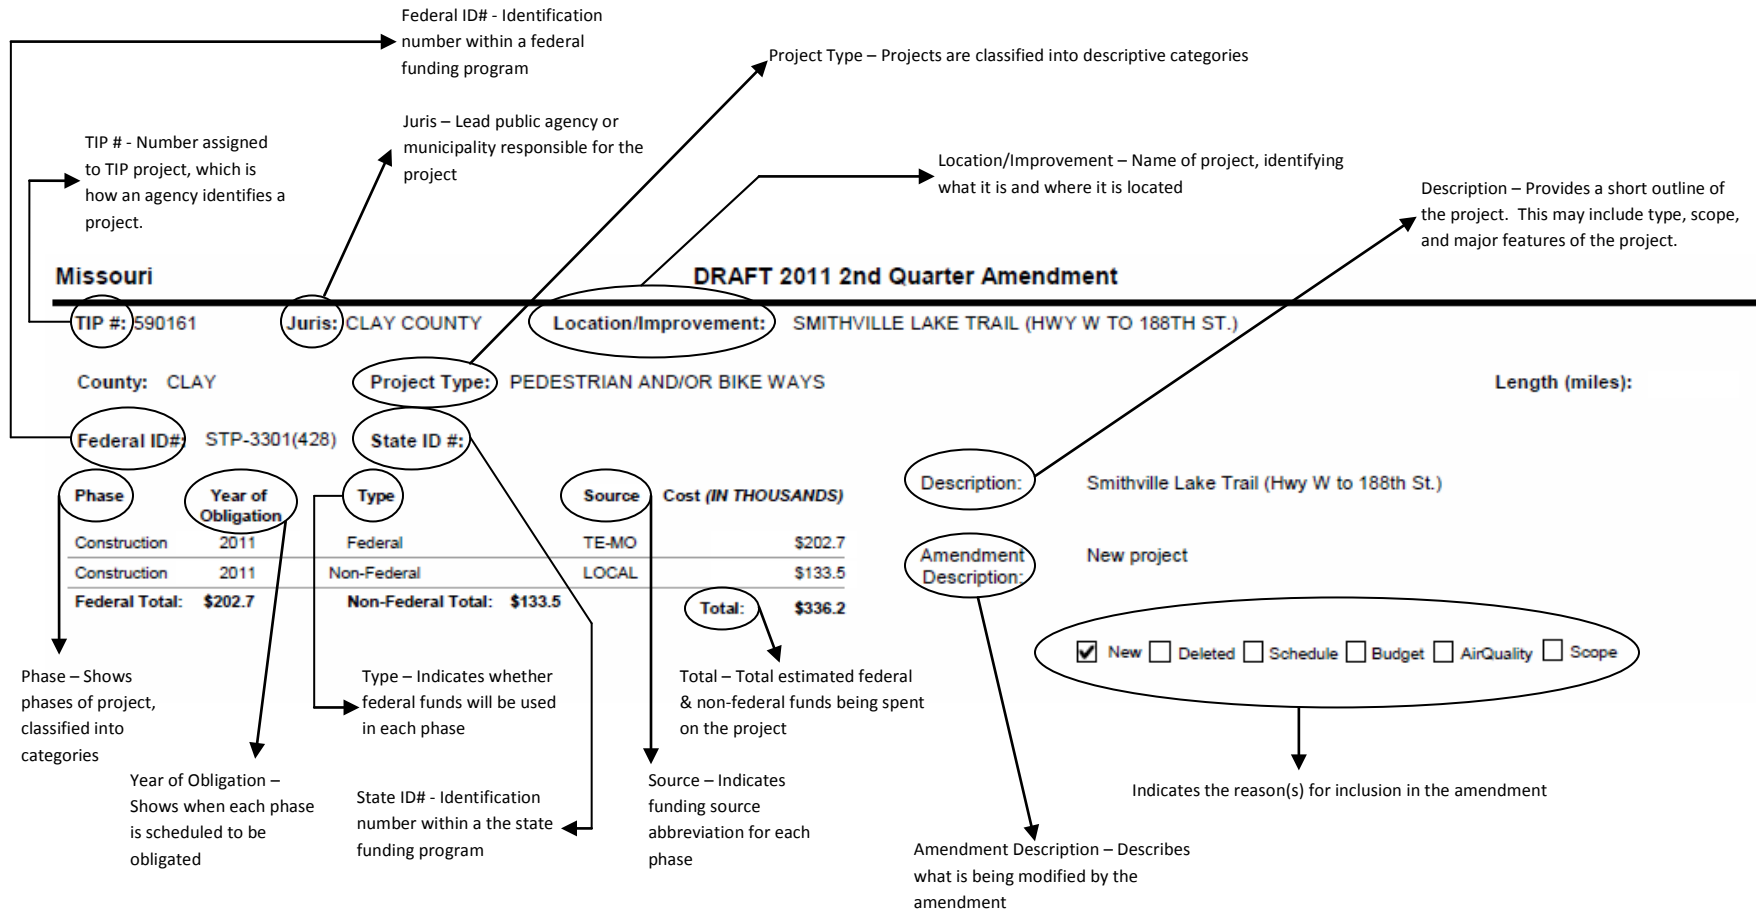 Federal ID# - Identification
number within a federal
funding program
Project Type – Projects are classified into descriptive categories
Juris – Lead public agency or
municipality responsible for the
project
TIP # - Number assigned
to TIP project, which is
how an agency identifies a
project.
Location/Improvement – Name of project, identifying
what it is and where it is located
Description – Provides a short outline of
the project.  This may include type, scope,
and major features of the project.
Missouri
DRAFT 2011 2nd Quarter Amendment
TIP #: 590161 Juris: CLAY COUNTY Location/Improvement: SMITHVILLE LAKE TRAIL (HWY W TO 188TH ST.)
County: CLAY Project Type: PEDESTRIAN AND/OR BIKE WAYS Length (miles):
Federal ID#: STP-3301(428) State ID #:
Phase Year of Obligation Type Source Cost (IN THOUSANDS)
Construction 2011 Federal TE-MO $202.7
Construction 2011 Non-Federal LOCAL $133.5
Federal Total: $202.7 Non-Federal Total: $133.5 Total: $336.2
Description: Smithville Lake Trail (Hwy W to 188th St.)
Amendment
Description:
New project
New Deleted Schedule Budget AirQuality Scope
Phase – Shows
phases of project,
classified into
categories
Type – Indicates whether
federal funds will be used
in each phase
Total – Total estimated federal
& non-federal funds being spent
on the project
Year of Obligation –
Shows when each phase
is scheduled to be
obligated
State ID# - Identification
number within a the state
funding program
Source – Indicates
funding source
abbreviation for each
phase
Indicates the reason(s) for inclusion in the amendment
Amendment Description – Describes
what is being modified by the
amendment